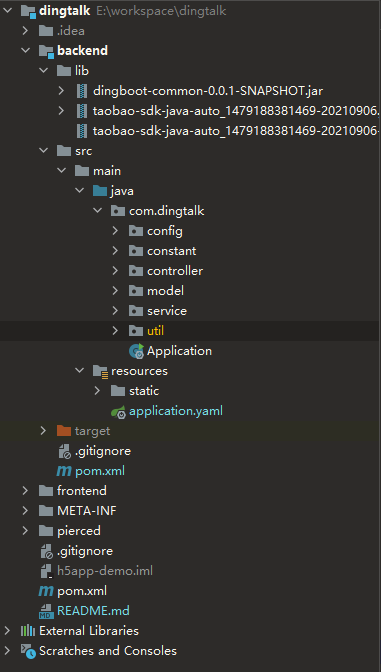 dingtalk E:\workspace\dingtalk
.idea
backend
lib
dingboot-common-0.0.1-SNAPSHOT.jar
taobao-sdk-java-auto_1479188381469-20210906.
taobao-sdk-java-auto_1479188381469-20210906-
src
main
java
com.dingtalk
config
constant
controller
model
service
util
Application
resources
static
application.yaml
target
.gitignore
pom.xml
frontend
META-INF
pierced
.gitignore
h5app-demo.iml
pom.xml
README.md
External Libraries
Scratches and Consoles